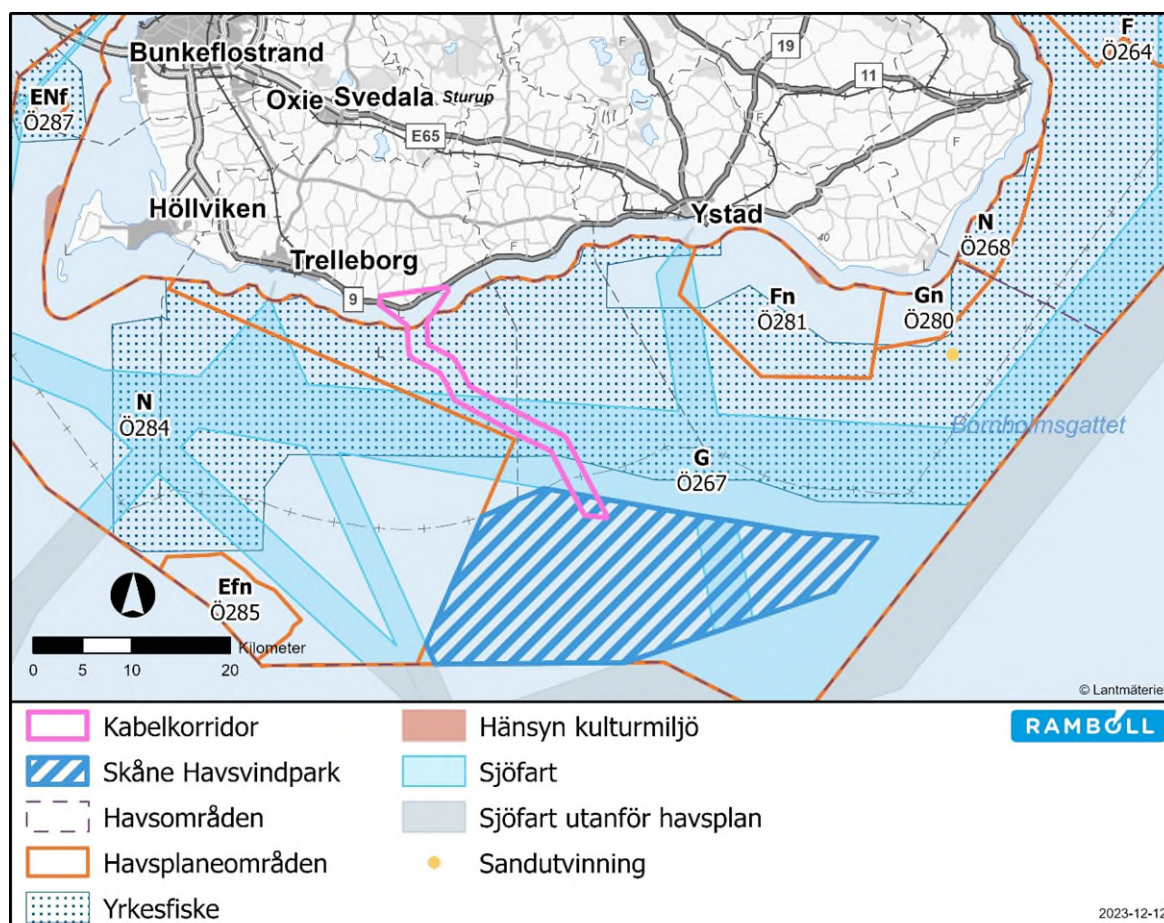 F
Ö264
19
11
F
F
F
Bunkeflostrand
ENf
Ö287
Oxie
Svedala
Sturup
E65
Höllviken
Ystad
N
Ö268
40
L
L
F
Trelleborg
9
Fn
Ö281
Gn
Ö280
L
N
Ö284
Bornholmsgattet
G
Ö267
Efn
Ö285
Kilometer
0 5 10 20
© Lantmäteriet
Kabelkorridor
Skåne Havsvindpark
Havsområden
Havsplaneområden
Yrkesfiske
Hänsyn kulturmiljö
Sjöfart
Sjöfart utanför havsplan
Sandutvinning
RAMBOLL
2023-12-12